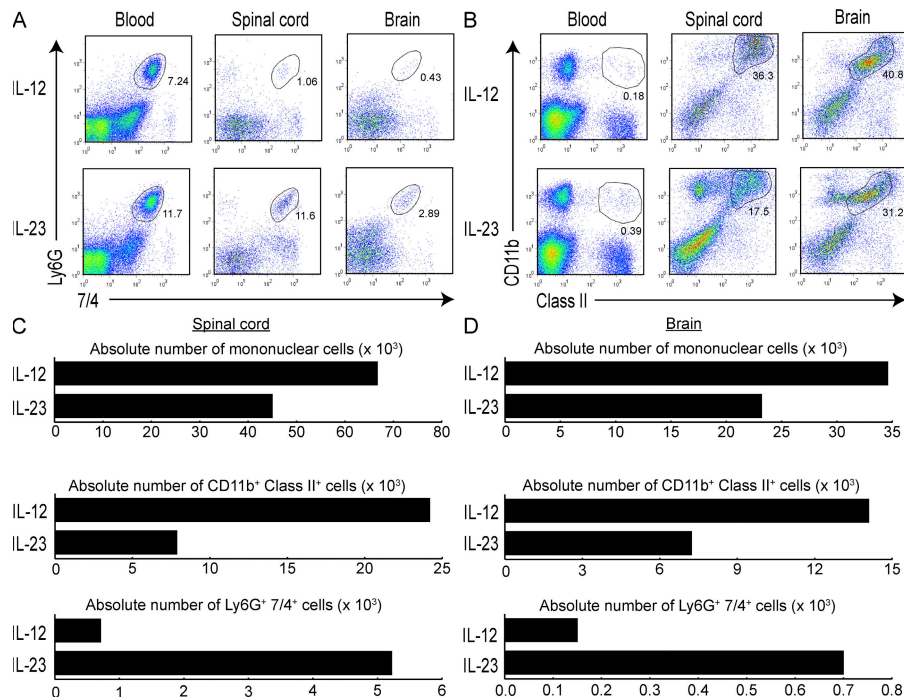 A
Blood
Spinal cord
Brain
IL-12
7.24
1.06
0.43
IL-23
11.7
11.6
2.89
Ly6G
7/4
B
Blood
Spinal cord
Brain
IL-12
0.18
36.3
40.8
IL-23
0.39
17.5
31.2
CD11b
Class II
C
Spinal cord
Absolute number of mononuclear cells (x 10³)
IL-12
IL-23
0 10 20 30 40 50 60 70 80
Absolute number of CD11b⁺ Class II⁺ cells (x 10³)
IL-12
IL-23
0 5 10 15 20 25
Absolute number of Ly6G⁺ 7/4⁺ cells (x 10³)
IL-12
IL-23
0 1 2 3 4 5 6
D
Brain
Absolute number of mononuclear cells (x 10³)
IL-12
IL-23
0 5 10 15 20 25 30 35
Absolute number of CD11b⁺ Class II⁺ cells (x 10³)
IL-12
IL-23
0 3 6 9 12 15
Absolute number of Ly6G⁺ 7/4⁺ cells (x 10³)
IL-12
IL-23
0.0 0.1 0.2 0.3 0.4 0.5 0.6 0.7 0.8